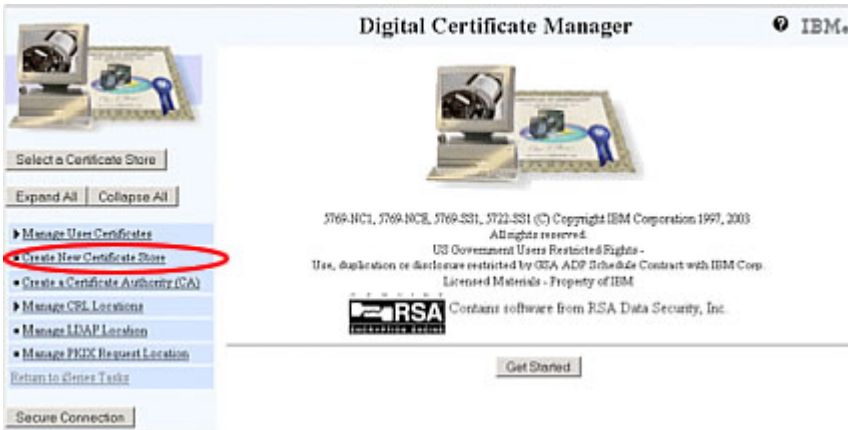 Digital Certificate Manager
IBM
Select a Certificate Store
Expand All
Collapse All
Manage User Certificates
Create New Certificate Store
Create a Certificate Authority (CA)
Manage CRL Locations
Manage LDAP Location
Manage PKIX Request Location
Return to iSeries Tasks
Secure Connection
5769-NC1, 5769-NCE, 5769-SS1, 5722-SS1 (C) Copyright IBM Corporation 1997, 2003
All rights reserved.
US Government Users Restricted Rights -
Use, duplication or disclosure restricted by GSA ADP Schedule Contract with IBM Corp.
Licensed Materials - Property of IBM
RSA
Contains software from RSA Data Security, Inc.
Get Started